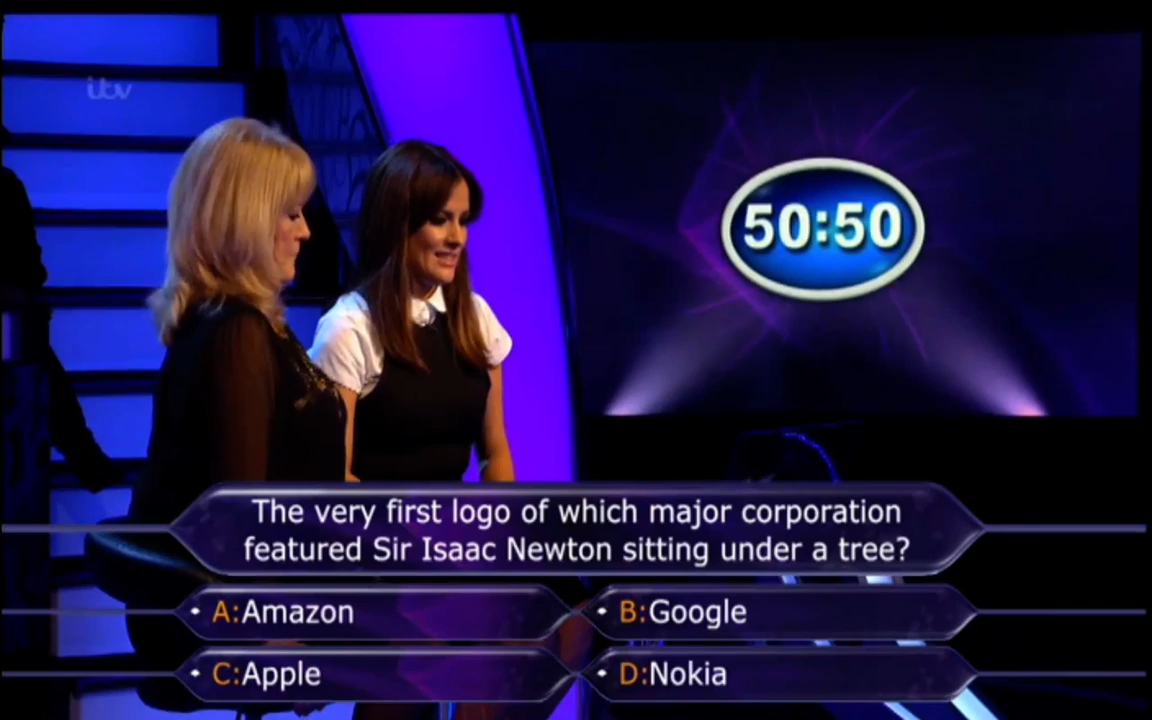 itv
50:50
The very first logo of which major corporation
featured Sir Isaac Newton sitting under a tree?
A:Amazon
B:Google
C:Apple
D:Nokia